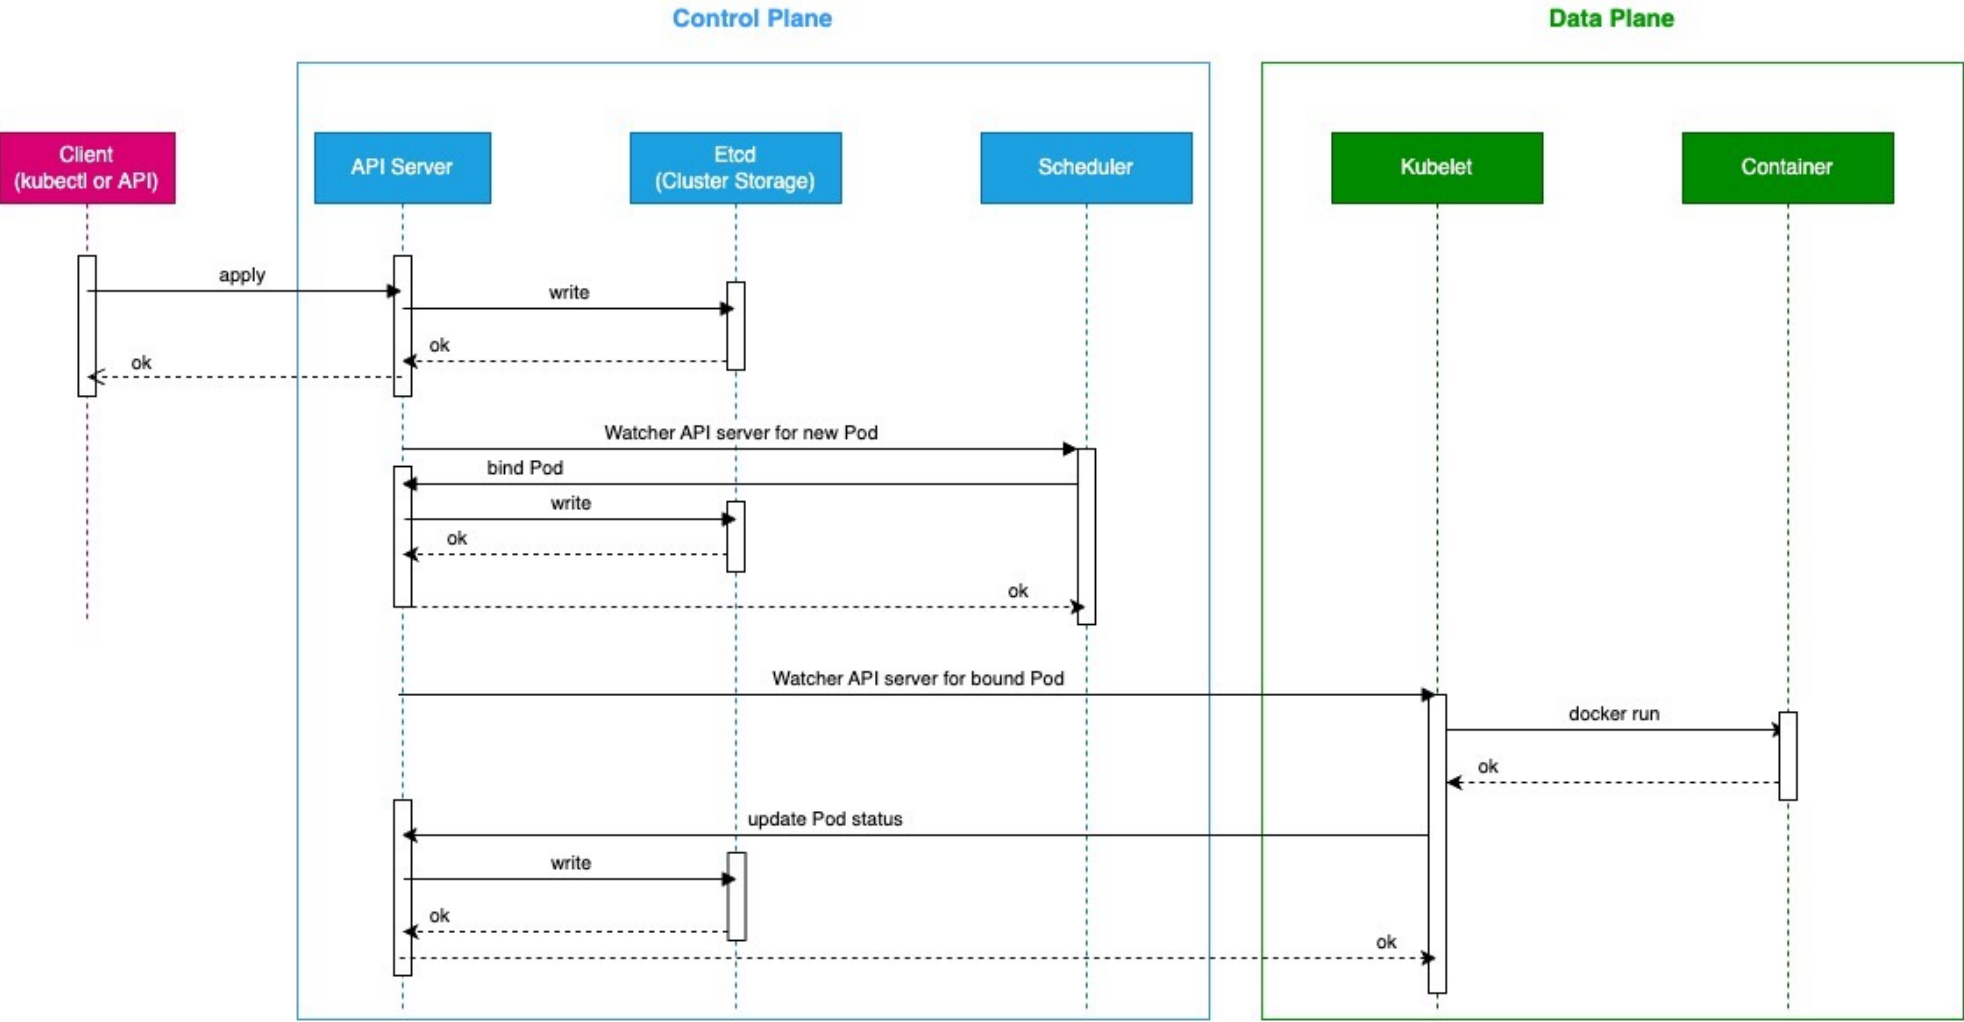 Control Plane
Data Plane
Client
(kubectl or API)
API Server
Etcd
(Cluster Storage)
Scheduler
Kubelet
Container
apply
write
ok
ok
Watcher API server for new Pod
bind Pod
write
ok
ok
Watcher API server for bound Pod
docker run
ok
update Pod status
write
ok
ok